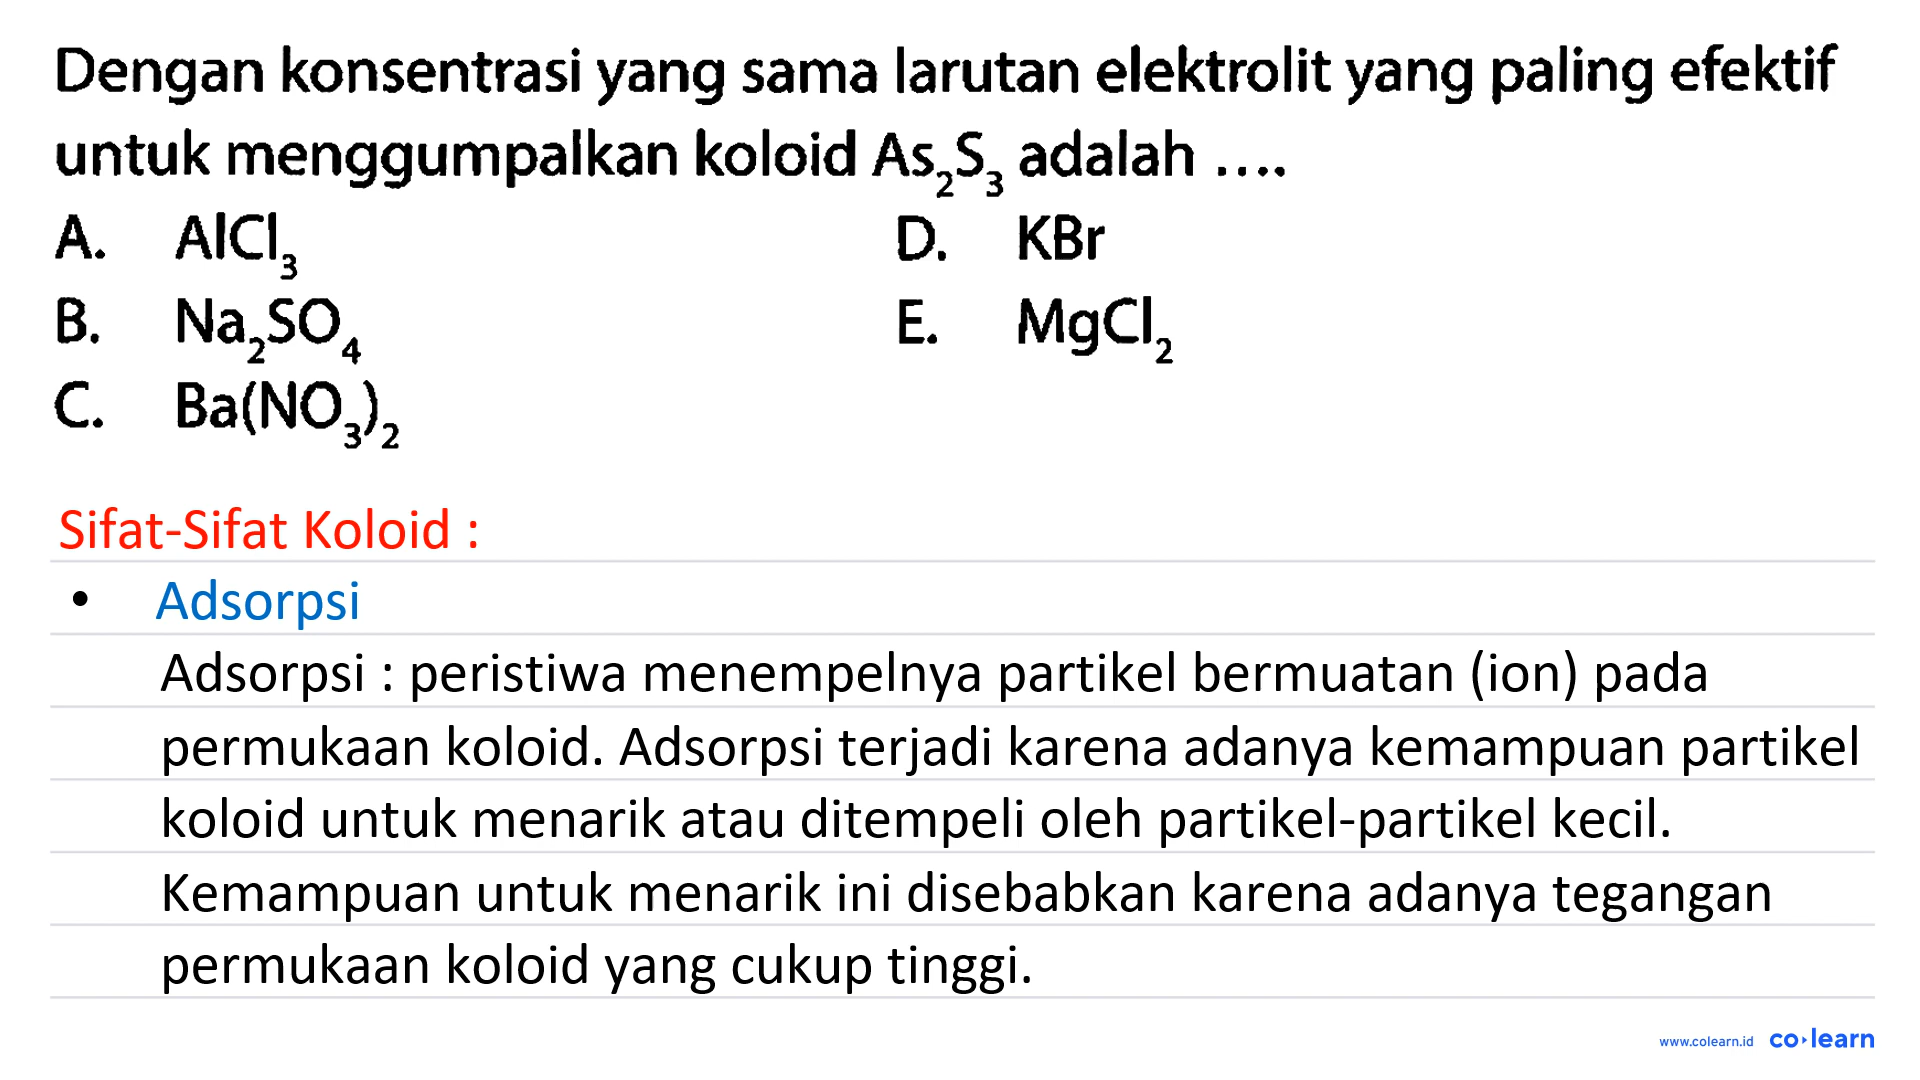 Dengan konsentrasi yang sama larutan elektrolit yang paling efektif
untuk menggumpalkan koloid As₂S₃ adalah ....
A. AlCl₃
B. Na₂SO₄
C. Ba(NO₃)₂
D. KBr
E. MgCl₂
Sifat-Sifat Koloid :
• Adsorpsi
Adsorpsi : peristiwa menempelnya partikel bermuatan (ion) pada
permukaan koloid. Adsorpsi terjadi karena adanya kemampuan partikel
koloid untuk menarik atau ditempeli oleh partikel-partikel kecil.
Kemampuan untuk menarik ini disebabkan karena adanya tegangan
permukaan koloid yang cukup tinggi.
www.colearn.id co learn